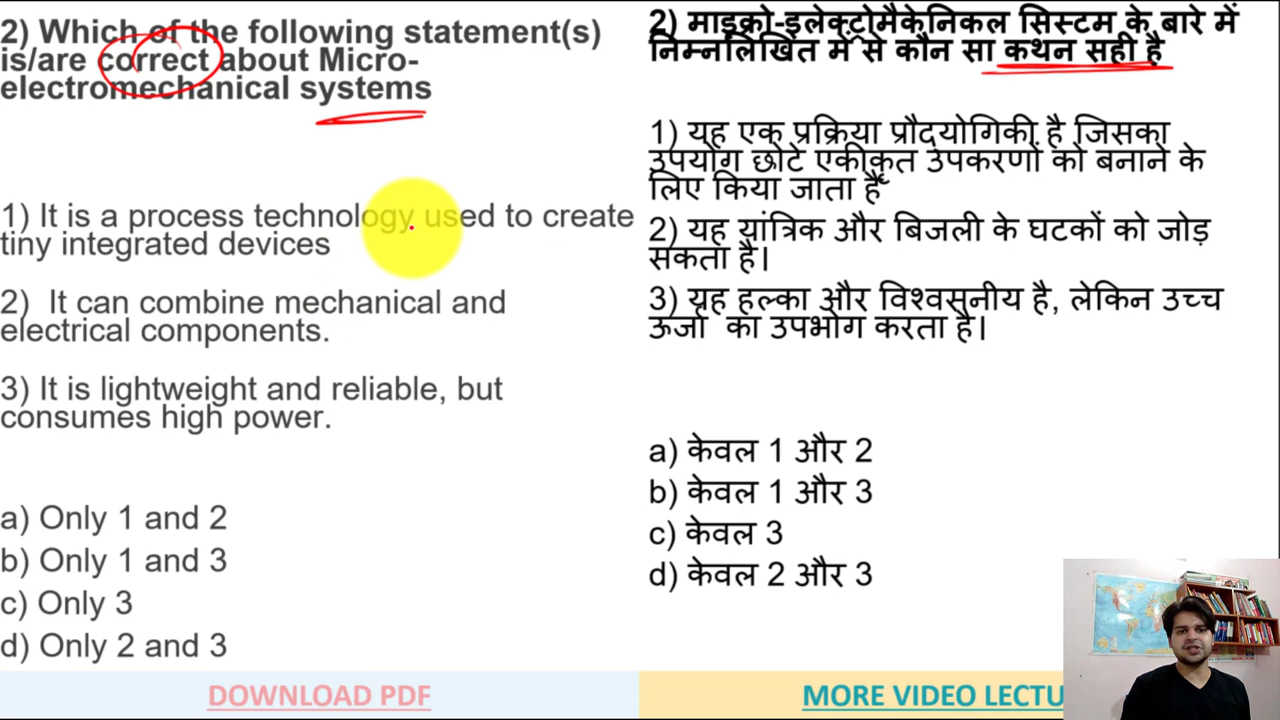 2) Which of the following statement(s)
is/are correct about Micro-
electromechanical systems
1) It is a process technology used to create
tiny integrated devices
2) It can combine mechanical and
electrical components.
3) It is lightweight and reliable, but
consumes high power.
a) Only 1 and 2
b) Only 1 and 3
c) Only 3
d) Only 2 and 3
2) माइक्रो-इलेक्ट्रोमैकेनिकल सिस्टम के बारे में
निम्नलिखित में से कौन सा कथन सही है
1) यह एक प्रक्रिया प्रौद्योगिकी है जिसका
उपयोग छोटे एकीकृत उपकरणों को बनाने के
लिए किया जाता है
2) यह यांत्रिक और बिजली के घटकों को जोड़
सकता है।
3) यह हल्का और विश्वसनीय है, लेकिन उच्च
ऊर्जा का उपभोग करता है।
a) केवल 1 और 2
b) केवल 1 और 3
c) केवल 3
d) केवल 2 और 3
DOWNLOAD PDF
MORE VIDEO LECTU